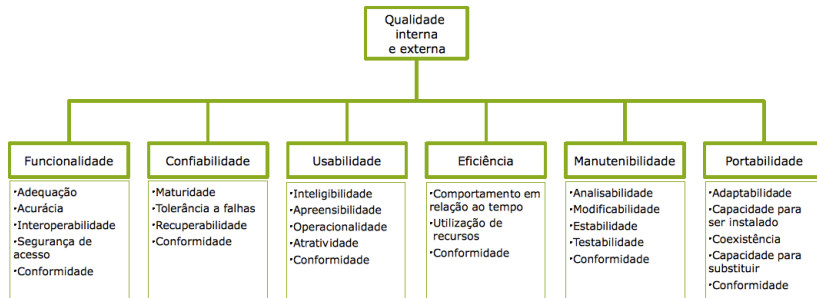 Qualidade
interna
e externa
Funcionalidade
Confiabilidade
Usabilidade
Eficiência
Manutenibilidade
Portabilidade
·Adequação
·Acurácia
·Interoperabilidade
·Segurança de
acesso
·Conformidade
·Maturidade
·Tolerância a falhas
·Recuperabilidade
·Conformidade
·Inteligibilidade
·Apreensibilidade
·Operacionalidade
·Atratividade
·Conformidade
·Comportamento em
relação ao tempo
·Utilização de
recursos
·Conformidade
·Analisabilidade
·Modificabilidade
·Estabilidade
·Testabilidade
·Conformidade
·Adaptabilidade
·Capacidade para
ser instalado
·Coexistência
·Capacidade para
substituir
·Conformidade